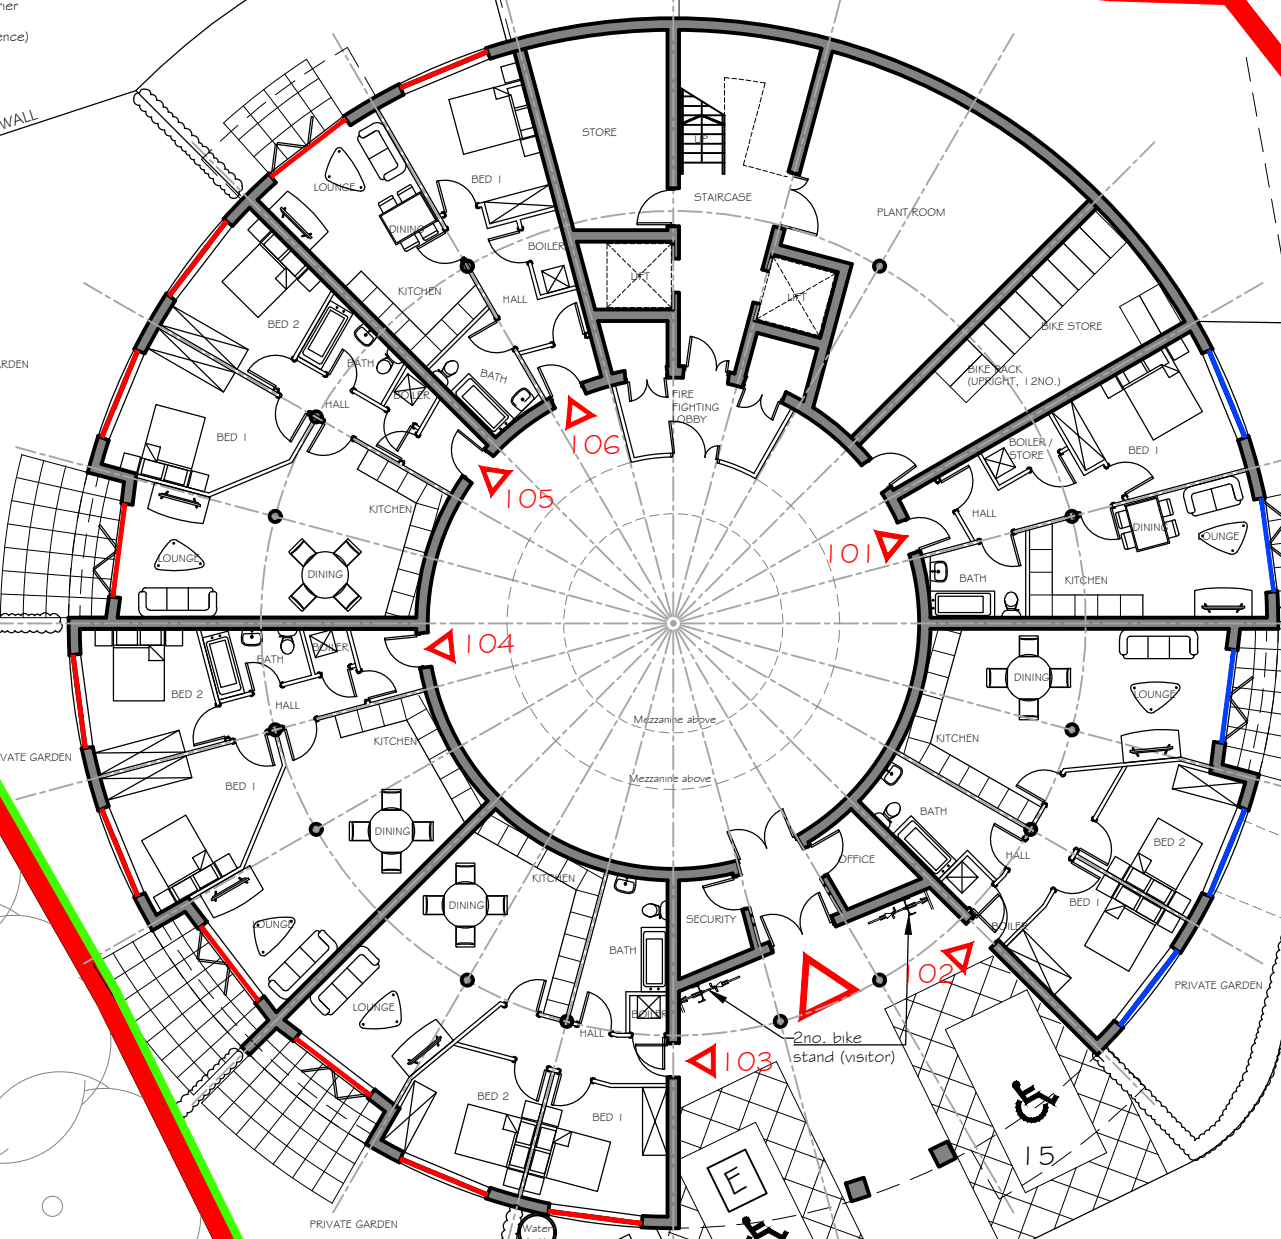 rier
ence)
WALL
STORE
UP
STAIRCASE
PLANT ROOM
LOUNGE
BED 1
DINING
BOILER
LIFT
LIFT
KITCHEN
HALL
BED 2
BATH
BATH
BOILER
HALL
BED 1
KITCHEN
LOUNGE
DINING
ARDEN
BIKE STORE
BIKE RACK
(UPRIGHT, 12NO.)
FIRE
FIGHTING
LOBBY
106
105
101
104
BOILER /
STORE
BED 1
HALL
DINING
LOUNGE
BATH
KITCHEN
BATH
BOILER
BED 2
HALL
KITCHEN
BED 1
VATE GARDEN
DINING
LOUNGE
Mezzanine above
Mezzanine above
DINING
LOUNGE
KITCHEN
BATH
HALL
BED 2
BED 1
BOILER
PRIVATE GARDEN
OFFICE
SECURITY
102
103
2no. bike
stand (visitor)
KITCHEN
DINING
BATH
LOUNGE
BOILER
HALL
BED 2
BED 1
PRIVATE GARDEN
Water
E
15